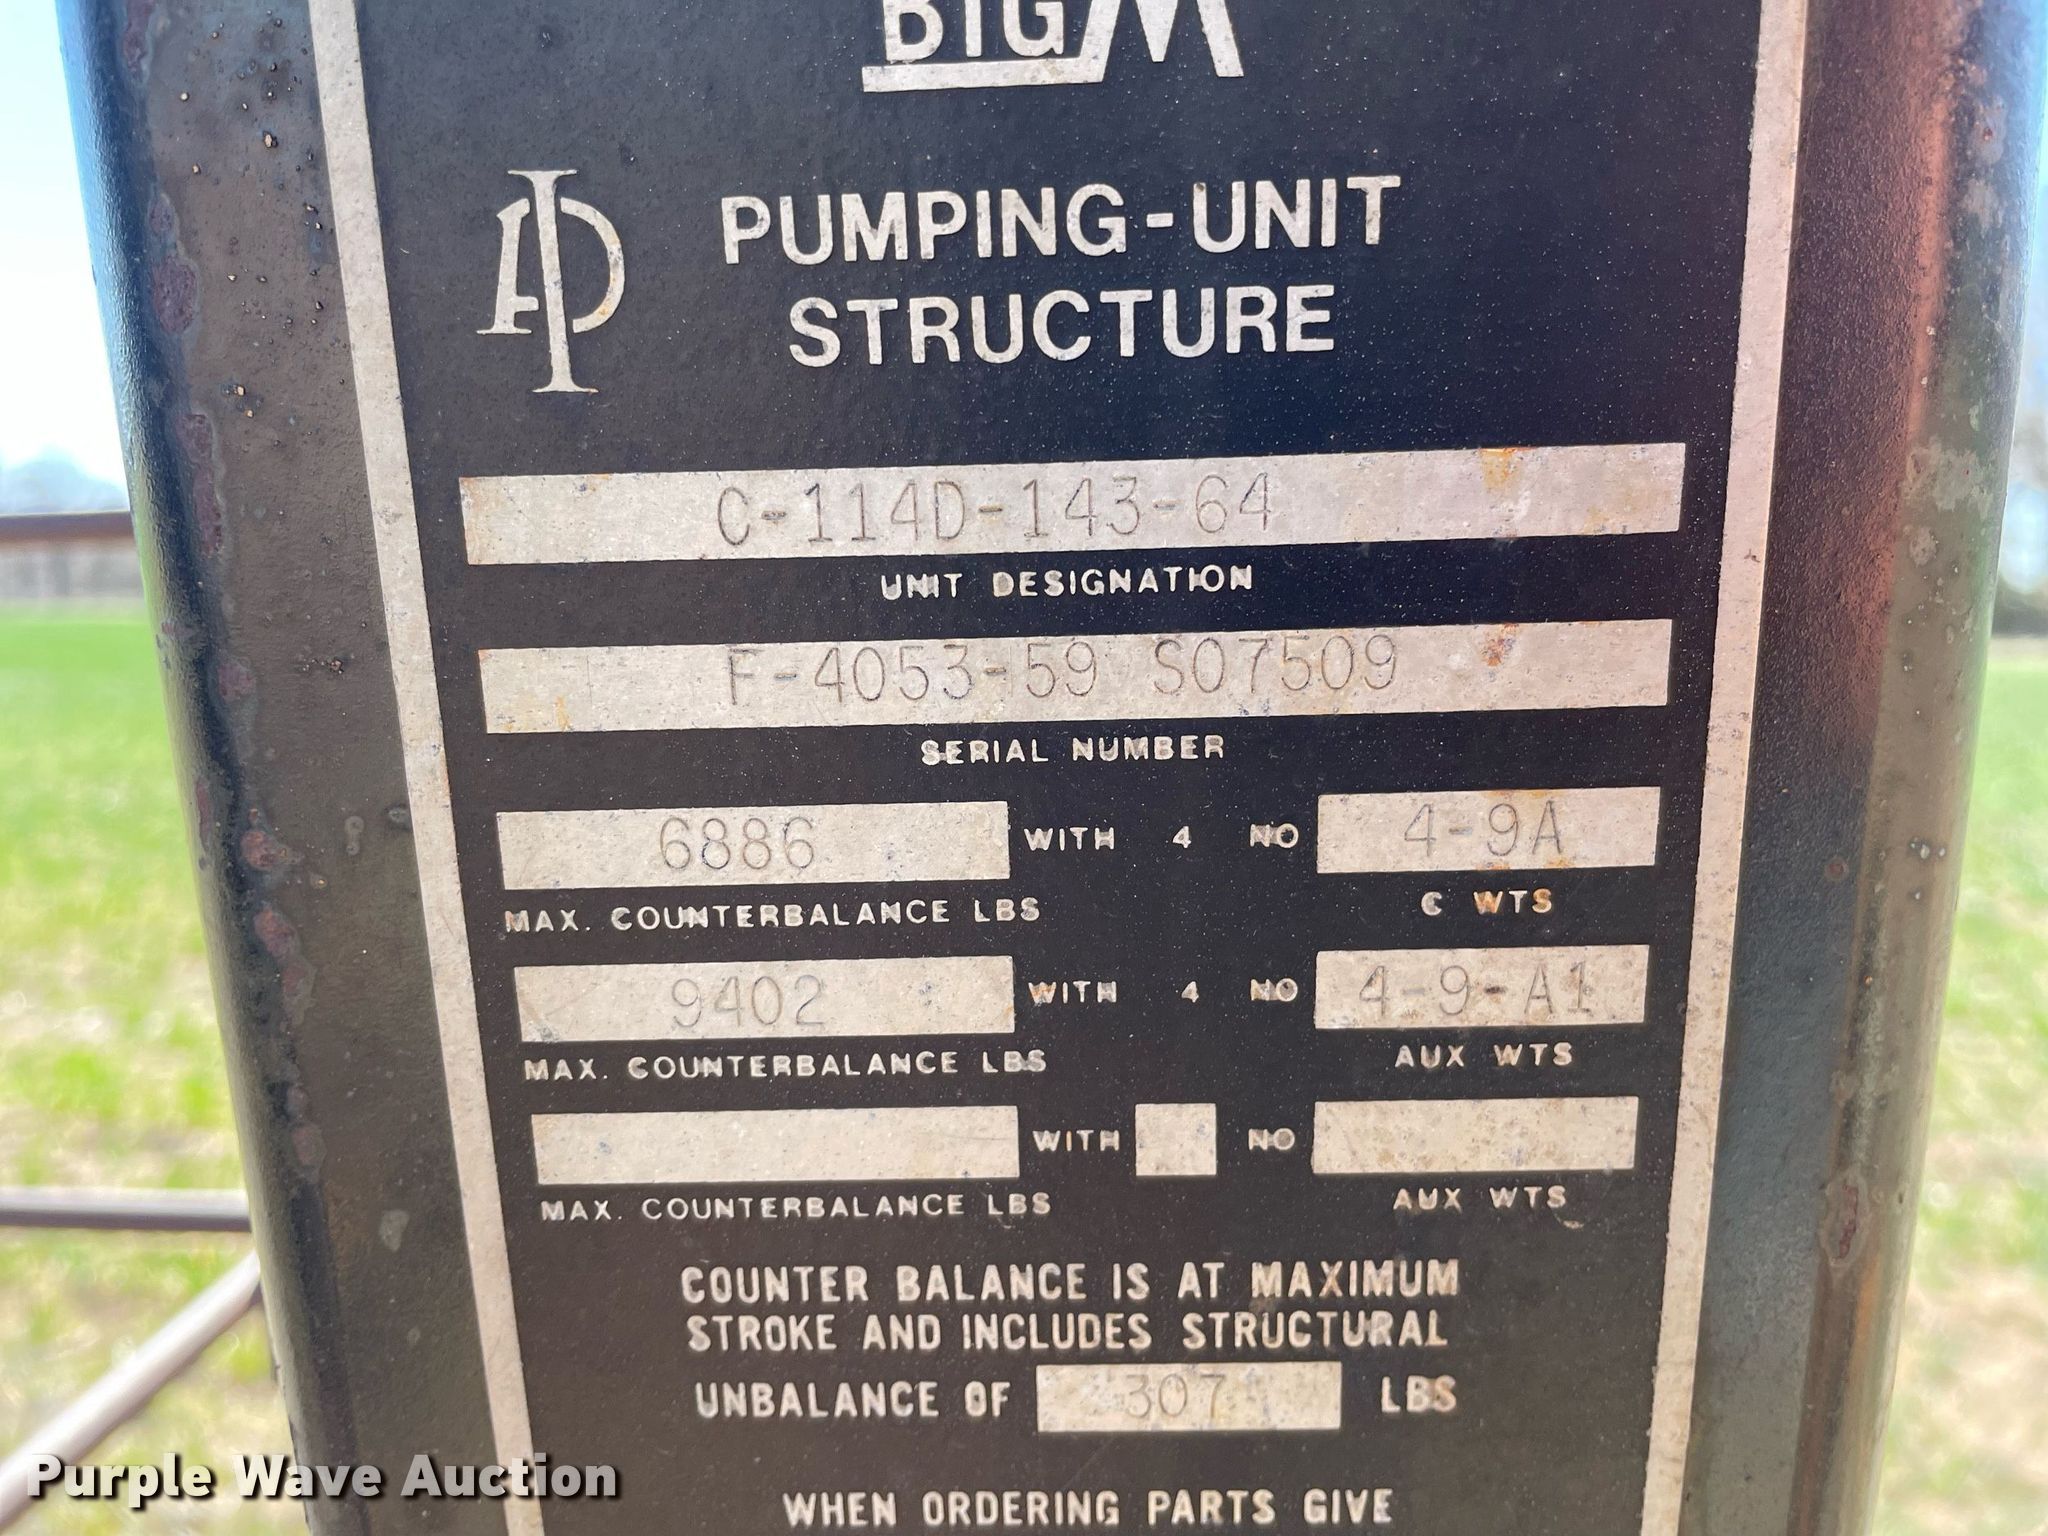 BIG M
API PUMPING-UNIT
STRUCTURE
C-114D-143-64
UNIT DESIGNATION
F-4053-59 S07509
SERIAL NUMBER
6886 WITH 4 NO 4-9A
MAX. COUNTERBALANCE LBS C WTS
9402 WITH 4 NO 4-9-A1
MAX. COUNTERBALANCE LBS AUX WTS
WITH NO
MAX. COUNTERBALANCE LBS AUX WTS
COUNTER BALANCE IS AT MAXIMUM
STROKE AND INCLUDES STRUCTURAL
UNBALANCE OF 307 LBS
WHEN ORDERING PARTS GIVE
Purple Wave Auction